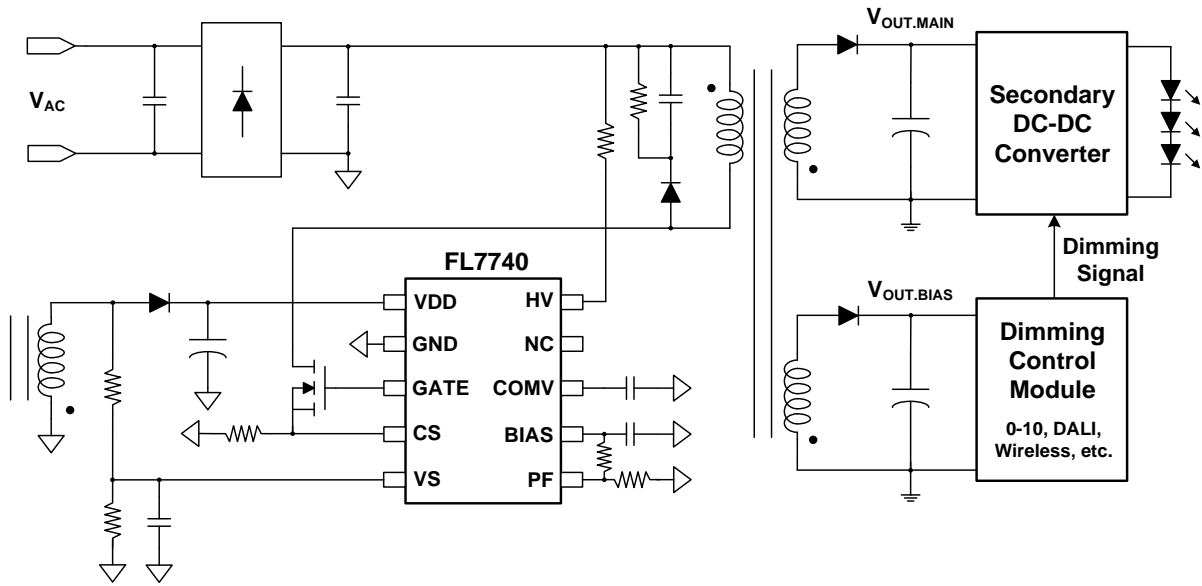 VAC
VOUT.MAIN
Secondary
DC-DC
Converter
Dimming
Signal
FL7740
VDD
GND
GATE
CS
VS
HV
NC
COMV
BIAS
PF
VOUT.BIAS
Dimming
Control
Module
0-10, DALI,
Wireless, etc.